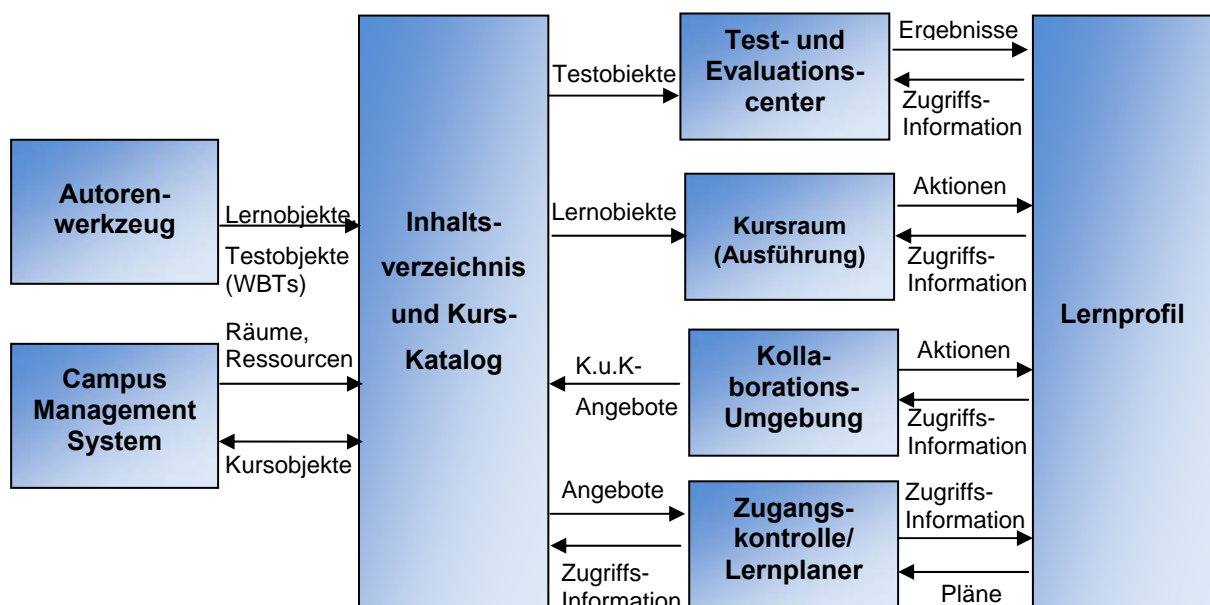 Autoren-
werkzeug
Campus
Management
System
Lernobjekte
Testobjekte
(WBTs)
Räume,
Ressourcen
Kursobjekte
Inhalts-
verzeichnis
und Kurs-
Katalog
Testobiekte
Lernobiekte
K.u.K-
Angebote
Angebote
Zugriffs-
Information
Test- und
Evaluations-
center
Kursraum
(Ausführung)
Kolla-
borations-
Umgebung
Zugangs-
kontrolle/
Lernplaner
Ergebnisse
Zugriffs-
Information
Aktionen
Zugriffs-
Information
Aktionen
Zugriffs-
Information
Zugriffs-
Information
Pläne
Lernprofil